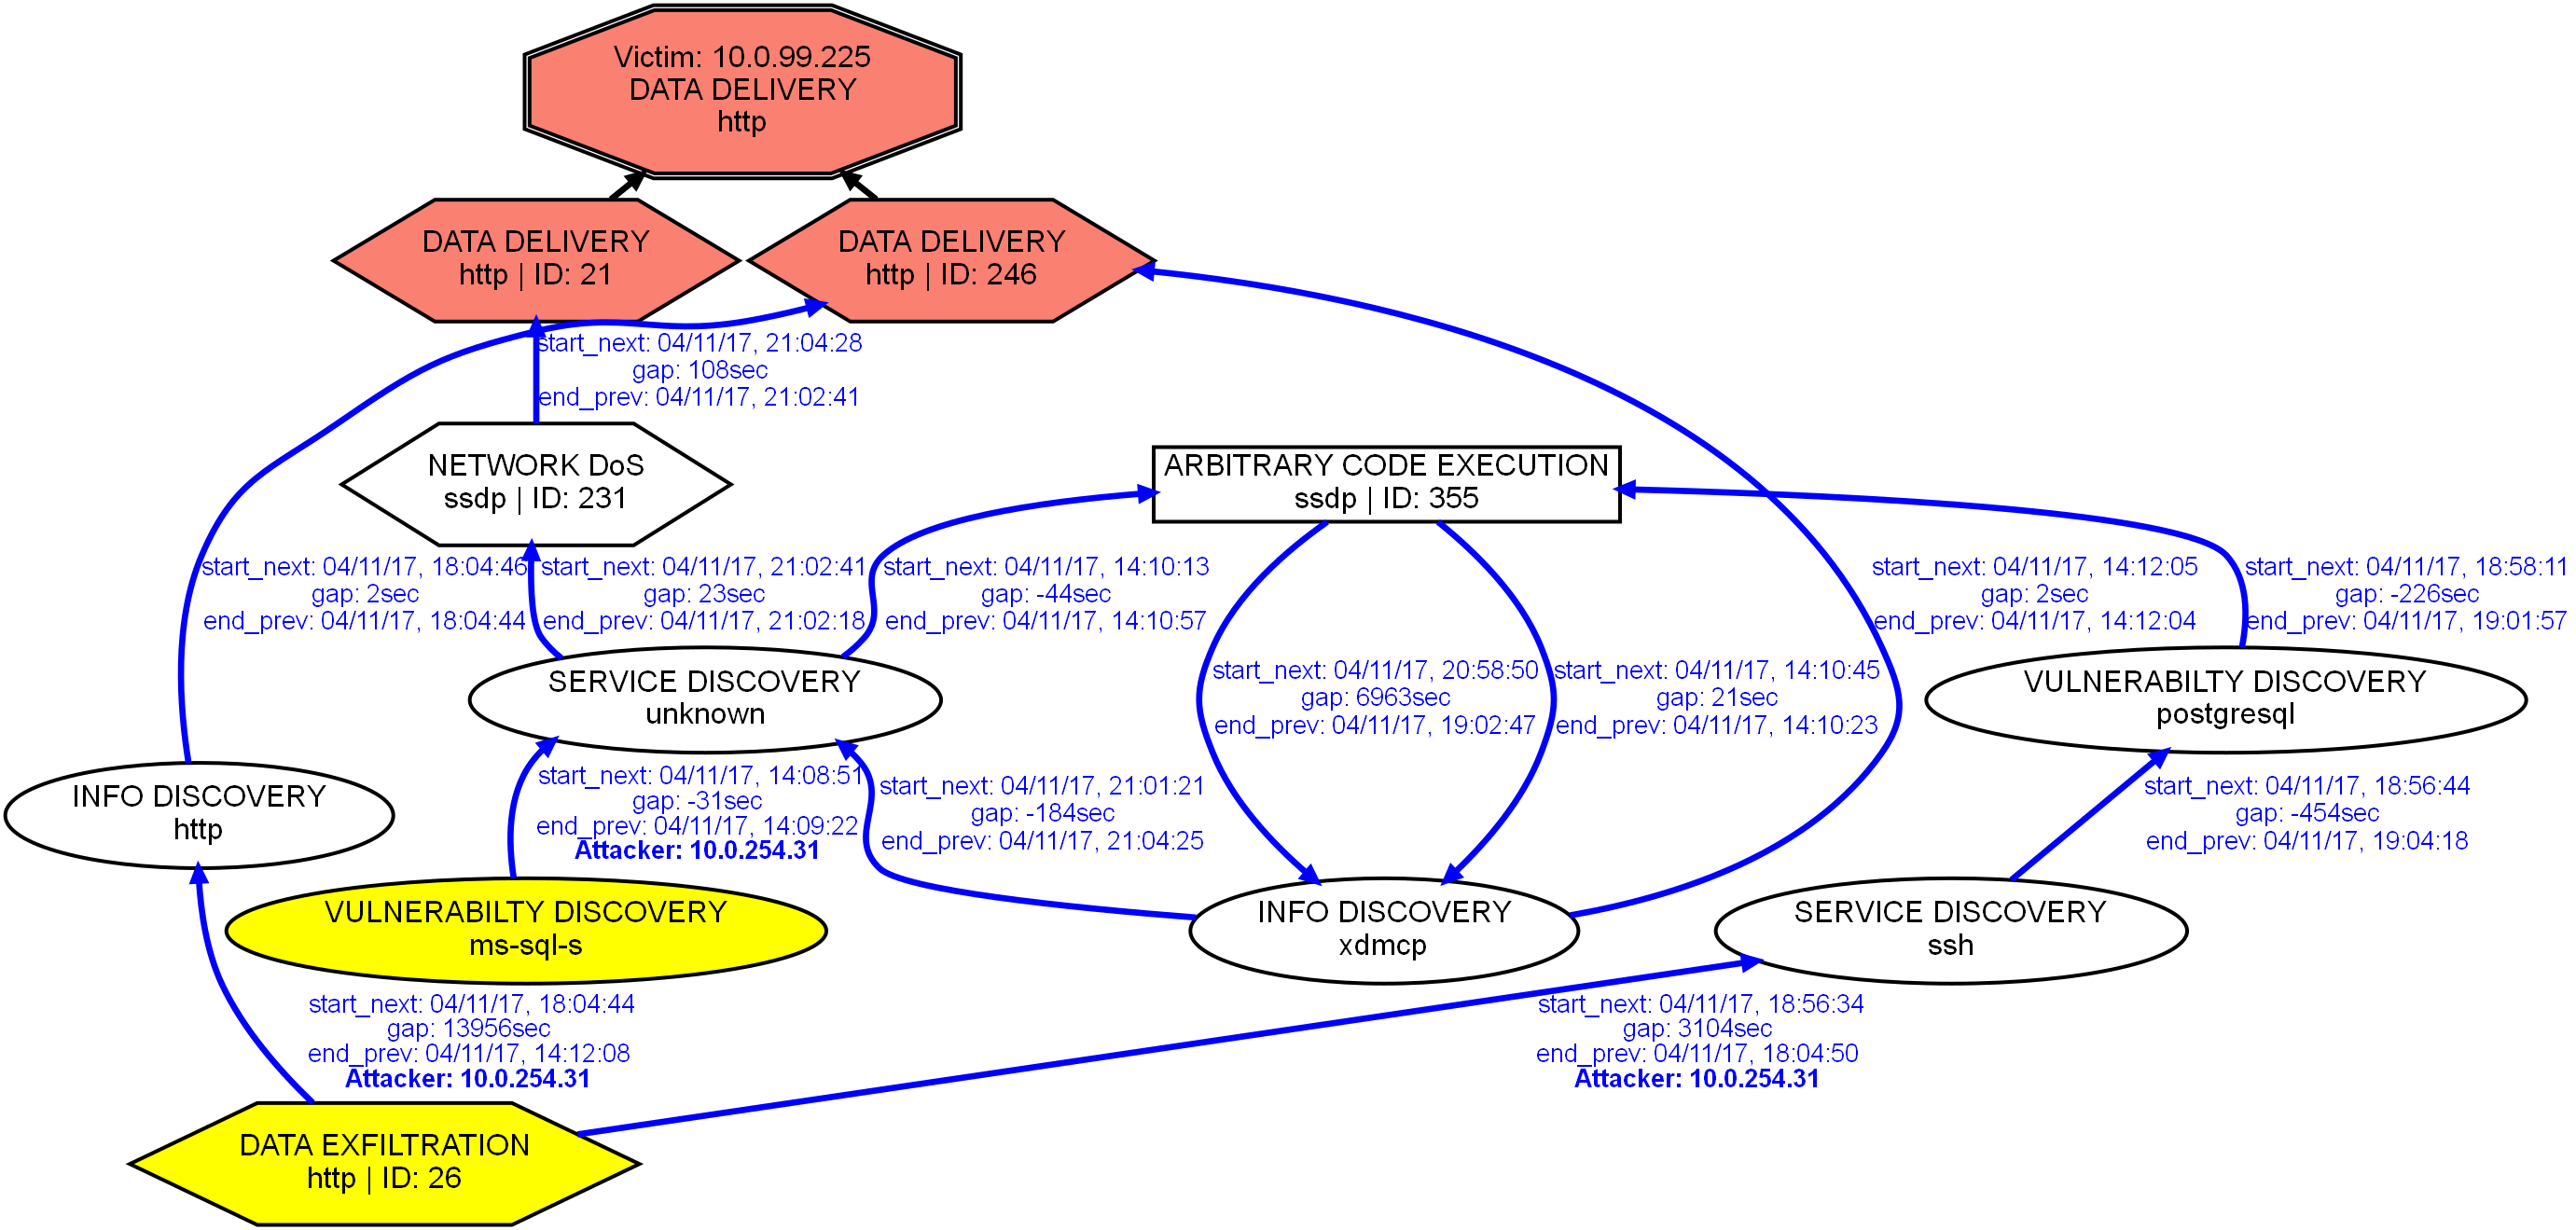 Victim: 10.0.99.225
DATA DELIVERY
http
DATA DELIVERY
http | ID: 21
DATA DELIVERY
http | ID: 246
start_next: 04/11/17, 21:04:28
gap: 108sec
end_prev: 04/11/17, 21:02:41
NETWORK DoS
ssdp | ID: 231
ARBITRARY CODE EXECUTION
ssdp | ID: 355
start_next: 04/11/17, 18:04:46
gap: 2sec
end_prev: 04/11/17, 18:04:44
start_next: 04/11/17, 21:02:41
gap: 23sec
end_prev: 04/11/17, 21:02:18
start_next: 04/11/17, 14:10:13
gap: -44sec
end_prev: 04/11/17, 14:10:57
start_next: 04/11/17, 14:12:05
gap: 2sec
end_prev: 04/11/17, 14:12:04
start_next: 04/11/17, 18:58:11
gap: -226sec
end_prev: 04/11/17, 19:01:57
SERVICE DISCOVERY
unknown
start_next: 04/11/17, 20:58:50
gap: 6963sec
end_prev: 04/11/17, 19:02:47
start_next: 04/11/17, 14:10:45
gap: 21sec
end_prev: 04/11/17, 14:10:23
VULNERABILTY DISCOVERY
postgresql
INFO DISCOVERY
http
start_next: 04/11/17, 14:08:51
gap: -31sec
end_prev: 04/11/17, 14:09:22
Attacker: 10.0.254.31
start_next: 04/11/17, 21:01:21
gap: -184sec
end_prev: 04/11/17, 21:04:25
start_next: 04/11/17, 18:56:44
gap: -454sec
end_prev: 04/11/17, 19:04:18
VULNERABILTY DISCOVERY
ms-sql-s
INFO DISCOVERY
xdmcp
SERVICE DISCOVERY
ssh
start_next: 04/11/17, 18:04:44
gap: 13956sec
end_prev: 04/11/17, 14:12:08
Attacker: 10.0.254.31
start_next: 04/11/17, 18:56:34
gap: 3104sec
end_prev: 04/11/17, 18:04:50
Attacker: 10.0.254.31
DATA EXFILTRATION
http | ID: 26